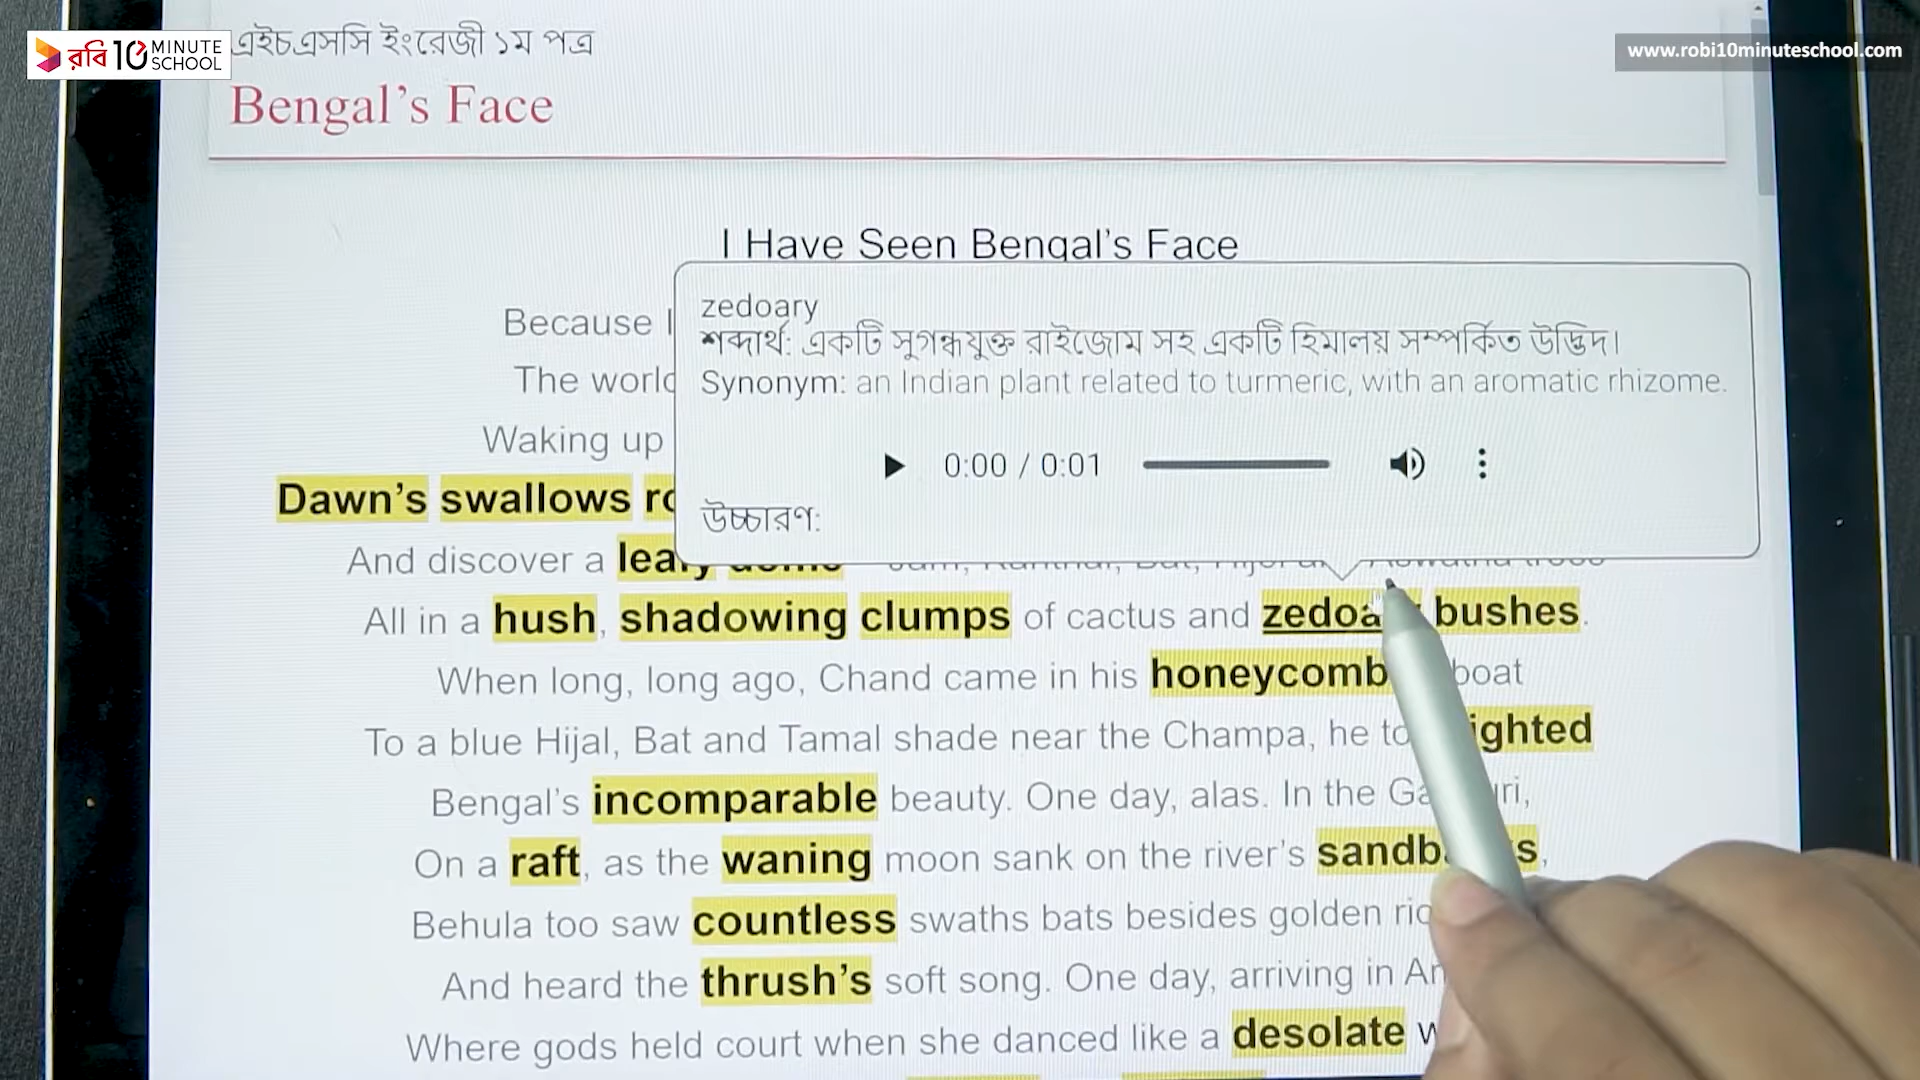 রবি 10 MINUTE SCHOOL
এইচএসসি ইংরেজী ১ম পত্র
www.robi10minuteschool.com
Bengal's Face
I Have Seen Bengal's Face
Because I
The world
Waking up
Dawn's swallows
zedoary
শব্দার্থ: একটি সুগন্ধযুক্ত রাইজোম সহ একটি হিমালয় সম্পর্কিত উদ্ভিদ।
Synonym: an Indian plant related to turmeric, with an aromatic rhizome.
0:00 / 0:01
উচ্চারণ:
And discover a leafy dome
All in a hush, shadowing clumps of cactus and zedoary bushes.
When long, long ago, Chand came in his honeycomb boat
To a blue Hijal, Bat and Tamal shade near the Champa, he
Bengal's incomparable beauty. One day, alas. In the
On a raft, as the waning moon sank on the river's
Behula too saw countless swaths bats besides golden
And heard the thrush's soft song. One day, arriving in
Where gods held court when she danced like a desolate